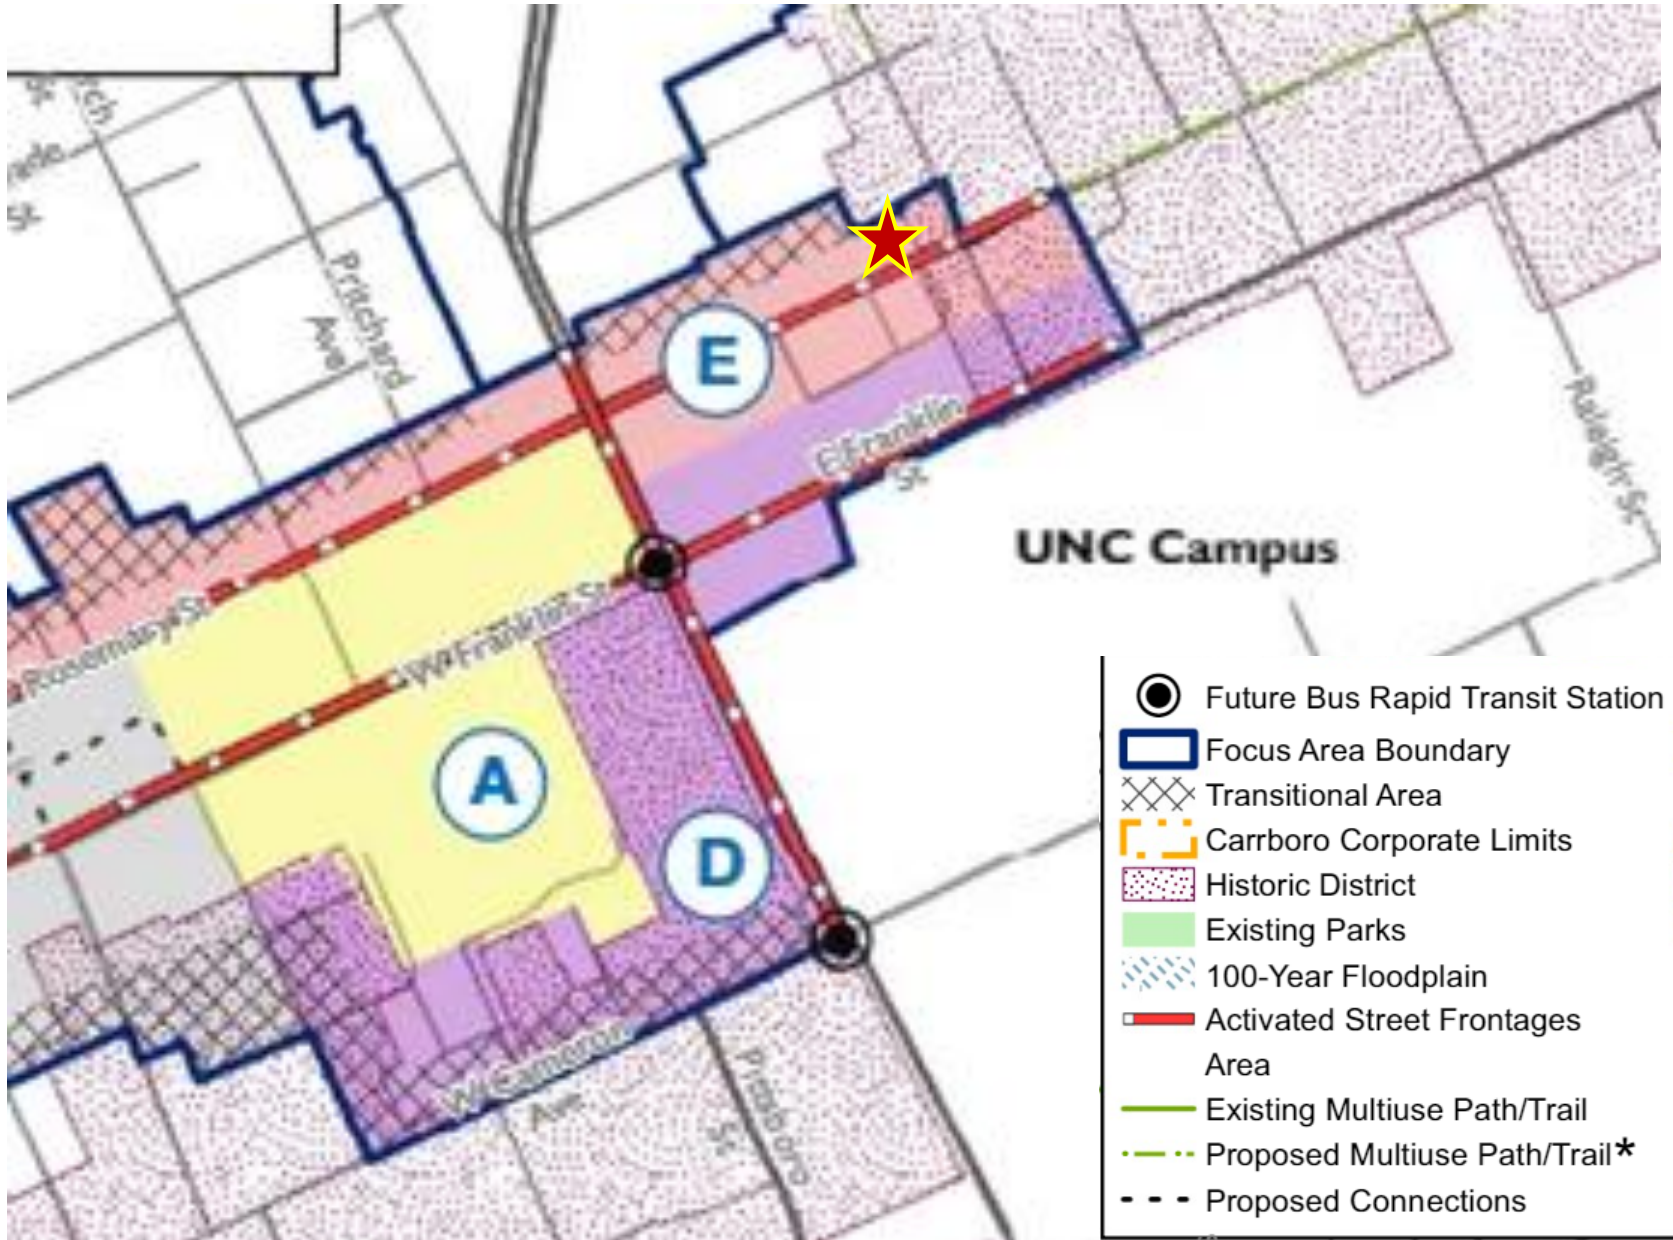 Pritchard
Ave
E
E Franklin
St
Raleigh St
UNC Campus
Rosemary St
W Franklin St
A
D
W Cameron
Ave
Pittsboro
St
Future Bus Rapid Transit Station
Focus Area Boundary
Transitional Area
Carrboro Corporate Limits
Historic District
Existing Parks
100-Year Floodplain
Activated Street Frontages
Area
Existing Multiuse Path/Trail
Proposed Multiuse Path/Trail*
Proposed Connections